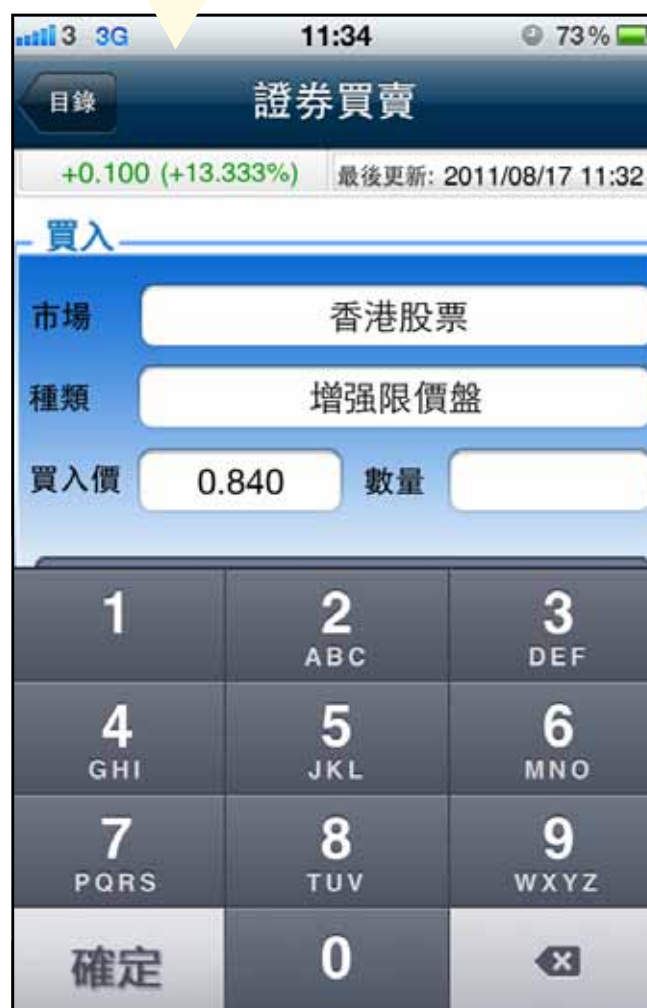 3 3G 11:34 73%
目錄 證券買賣
+0.100 (+13.333%) 最後更新: 2011/08/17 11:32
買入
市場 香港股票
種類 增强限價盤
買入價 0.840 數量
1 2 3
ABC DEF
4 5 6
GHI JKL MNO
7 8 9
PQRS TUV WXYZ
確定 0